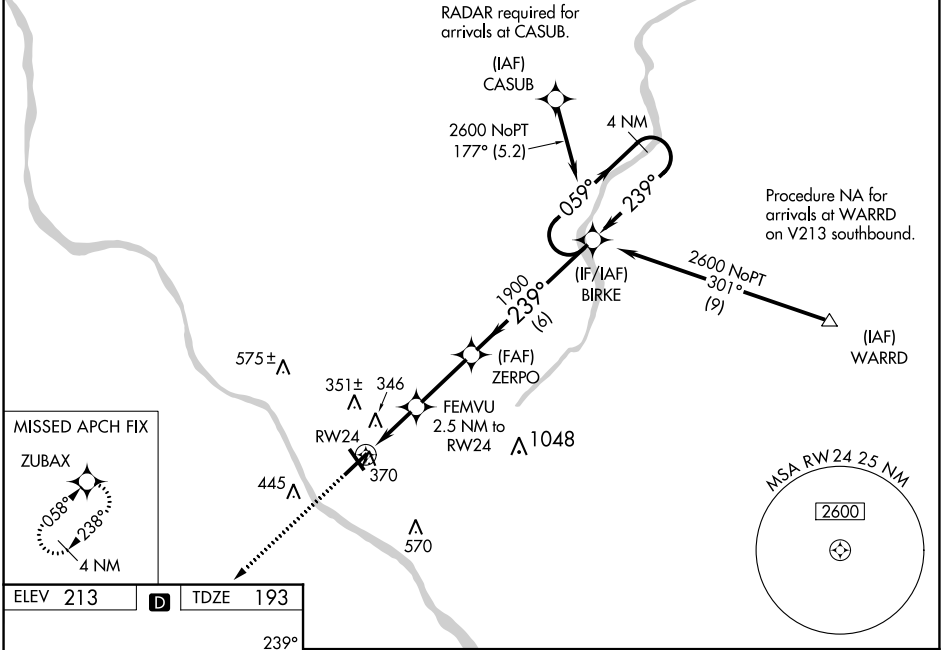 RADAR required for
arrivals at CASUB.
(IAF)
CASUB
2600 NoPT
177° (5.2)
4 NM
059°
239°
Procedure NA for
arrivals at WARRD
on V213 southbound.
2600 NoPT
301°
(9)
(IF/IAF)
BIRKE
(IAF)
WARRD
1900
239°
(6)
(FAF)
ZERPO
575±
351±
346
FEMVU
2.5 NM to
RW24
1048
RW24
370
445
570
MISSED APCH FIX
ZUBAX
058°
238°
4 NM
MSA RW24 25 NM
2600
ELEV 213
D
TDZE 193
239°